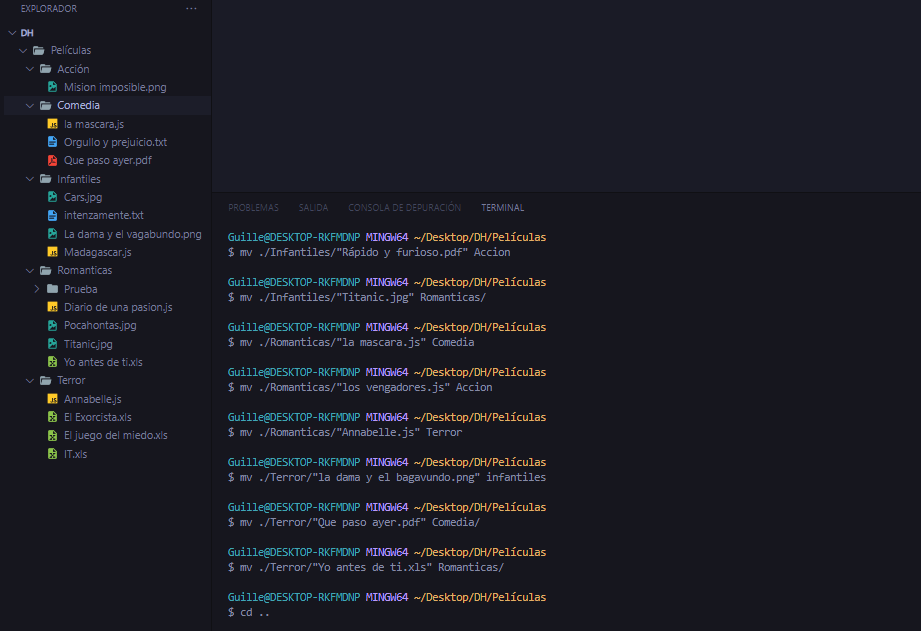 EXPLORADOR ···
DH
Películas
Acción
Mision imposible.png
Comedia
la mascara.js
Orgullo y prejuicio.txt
Que paso ayer.pdf
Infantiles
Cars.jpg
intenzamente.txt
La dama y el vagabundo.png
Madagascar.js
Romanticas
Prueba
Diario de una pasion.js
Pocahontas.jpg
Titanic.jpg
Yo antes de ti.xls
Terror
Annabelle.js
El Exorcista.xls
El juego del miedo.xls
IT.xls
PROBLEMAS SALIDA CONSOLA DE DEPURACIÓN TERMINAL
Guille@DESKTOP-RKFMDNP MINGW64 ~/Desktop/DH/Películas
$ mv ./Infantiles/"Rápido y furioso.pdf" Accion
Guille@DESKTOP-RKFMDNP MINGW64 ~/Desktop/DH/Películas
$ mv ./Infantiles/"Titanic.jpg" Romanticas/
Guille@DESKTOP-RKFMDNP MINGW64 ~/Desktop/DH/Películas
$ mv ./Romanticas/"la mascara.js" Comedia
Guille@DESKTOP-RKFMDNP MINGW64 ~/Desktop/DH/Películas
$ mv ./Romanticas/"los vengadores.js" Accion
Guille@DESKTOP-RKFMDNP MINGW64 ~/Desktop/DH/Películas
$ mv ./Romanticas/"Annabelle.js" Terror
Guille@DESKTOP-RKFMDNP MINGW64 ~/Desktop/DH/Películas
$ mv ./Terror/"la dama y el bagavundo.png" infantiles
Guille@DESKTOP-RKFMDNP MINGW64 ~/Desktop/DH/Películas
$ mv ./Terror/"Que paso ayer.pdf" Comedia/
Guille@DESKTOP-RKFMDNP MINGW64 ~/Desktop/DH/Películas
$ mv ./Terror/"Yo antes de ti.xls" Romanticas/
Guille@DESKTOP-RKFMDNP MINGW64 ~/Desktop/DH/Películas
$ cd ..